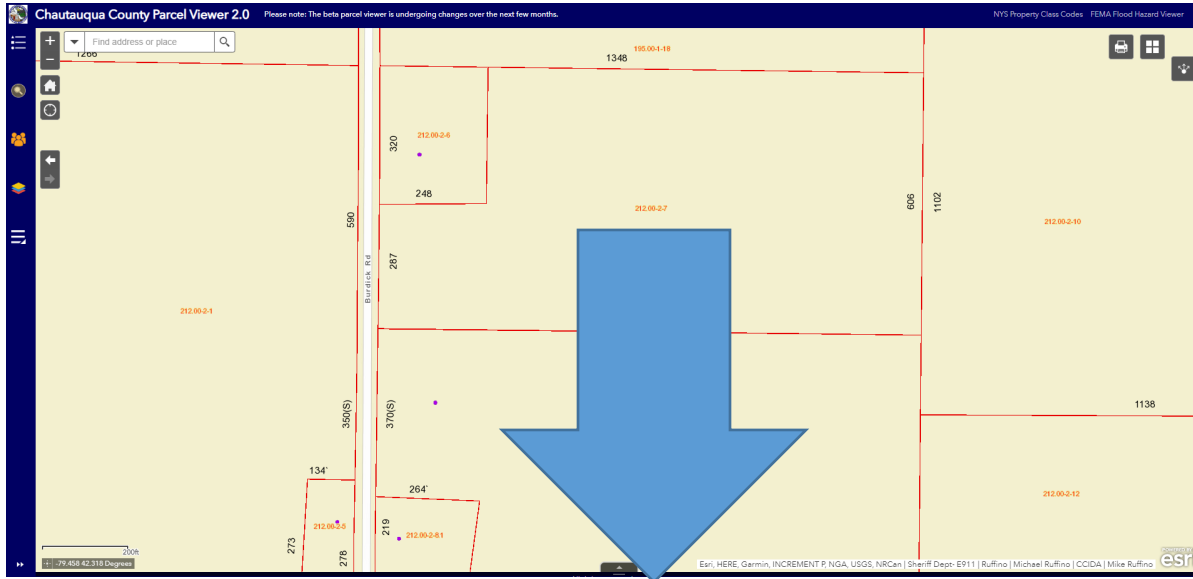 Chautauqua County Parcel Viewer 2.0 Please note: The beta parcel viewer is undergoing changes over the next few months. NYS Property Class Codes FEMA Flood Hazard Viewer
Find address or place
195.00-1-18
1266
1348
320
212.00-2-6
248
590
606
1102
212.00-2-7
212.00-2-10
287
Burdick Rd
212.00-2-1
350(S)
370(S)
1138
134'
264'
212.00-2-12
273
212.00-2-9
278
219
212.00-2-8.1
200ft
-79.458 42.318 Degrees
Esri, HERE, Garmin, INCREMENT P, NGA, USGS, NRCan | Sheriff Dept- E911 | Ruffino | Michael Ruffino | CCIDA | Mike Ruffino
POWERED BY
esri